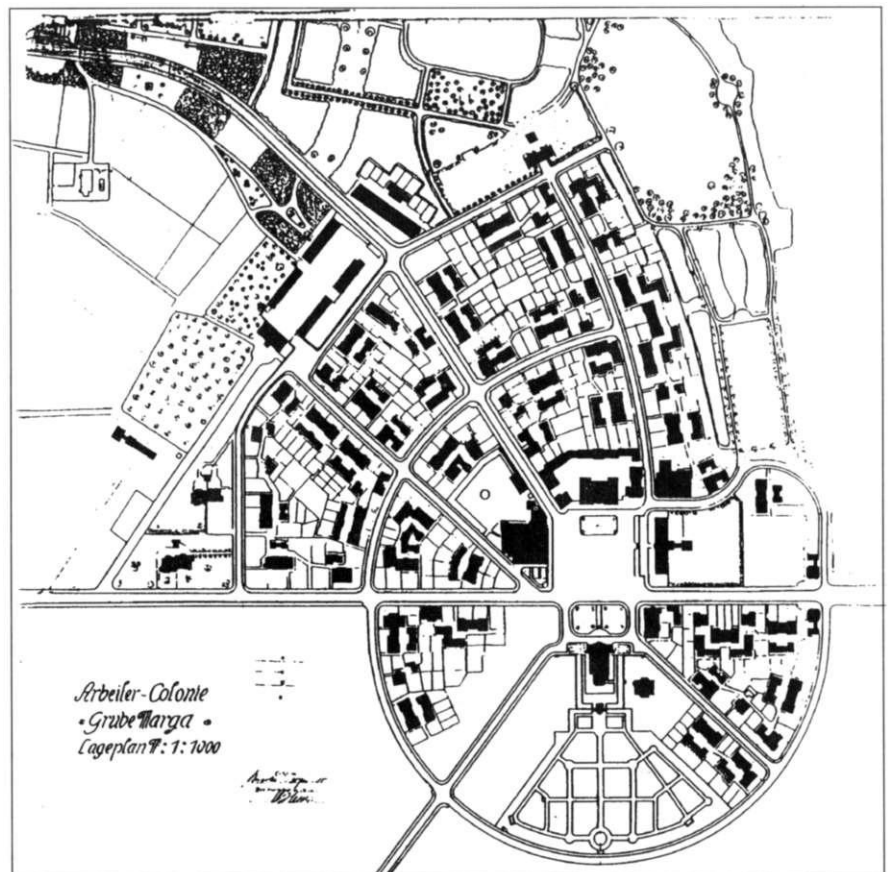 Arbeiter-Colonie
• Grube Marga •
Lageplan M: 1: 1000